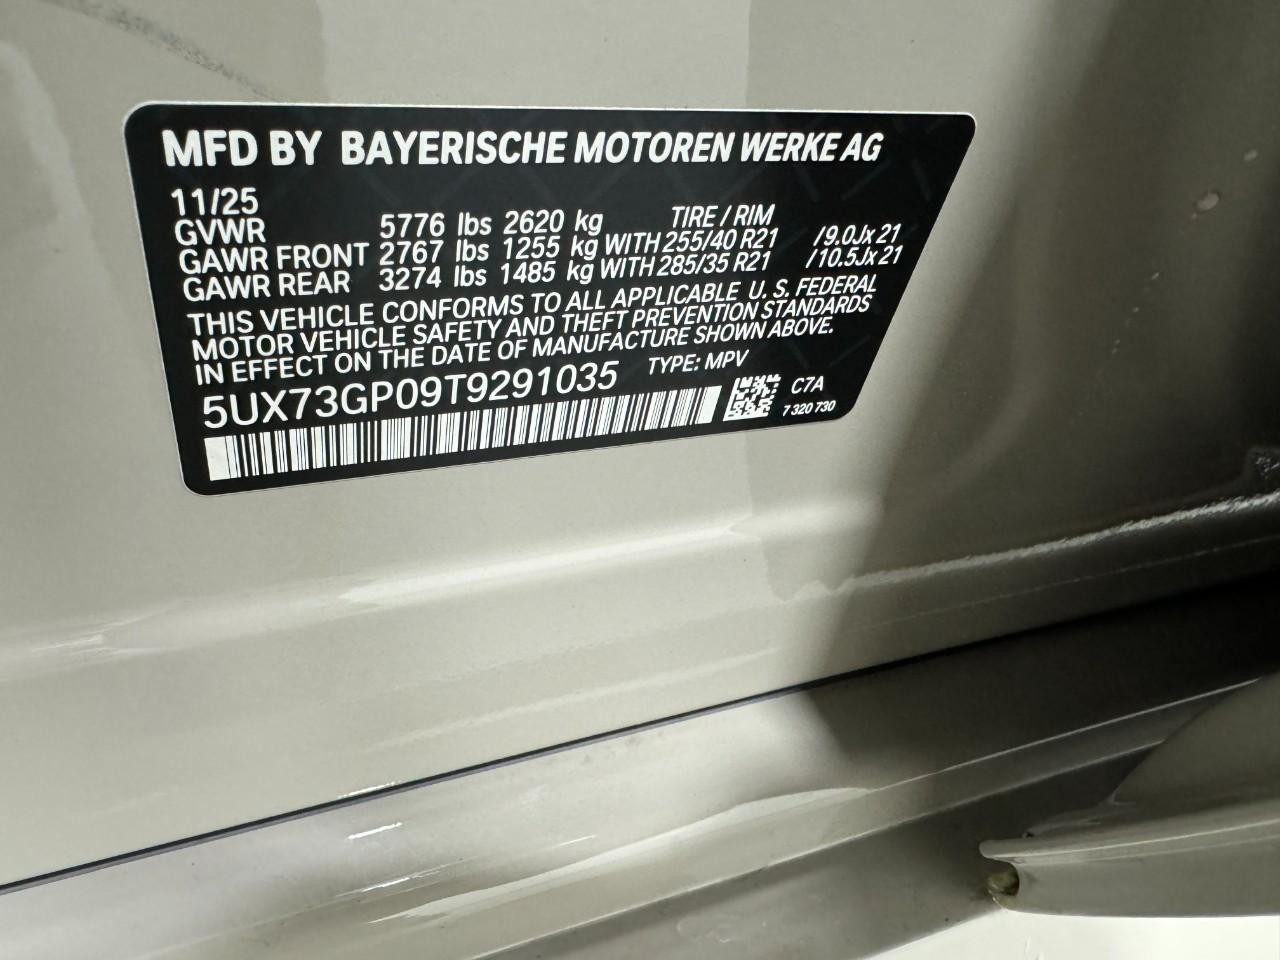 MFD BY BAYERISCHE MOTOREN WERKE AG
11/25
GVWR 5776 lbs 2620 kg TIRE / RIM
GAWR FRONT 2767 lbs 1255 kg WITH 255/40 R21 /9.0Jx21
GAWR REAR 3274 lbs 1485 kg WITH 285/35 R21 /10.5Jx21
THIS VEHICLE CONFORMS TO ALL APPLICABLE U. S. FEDERAL
MOTOR VEHICLE SAFETY AND THEFT PREVENTION STANDARDS
IN EFFECT ON THE DATE OF MANUFACTURE SHOWN ABOVE.
5UX73GP09T9291035 TYPE: MPV
C7A
7 320 730